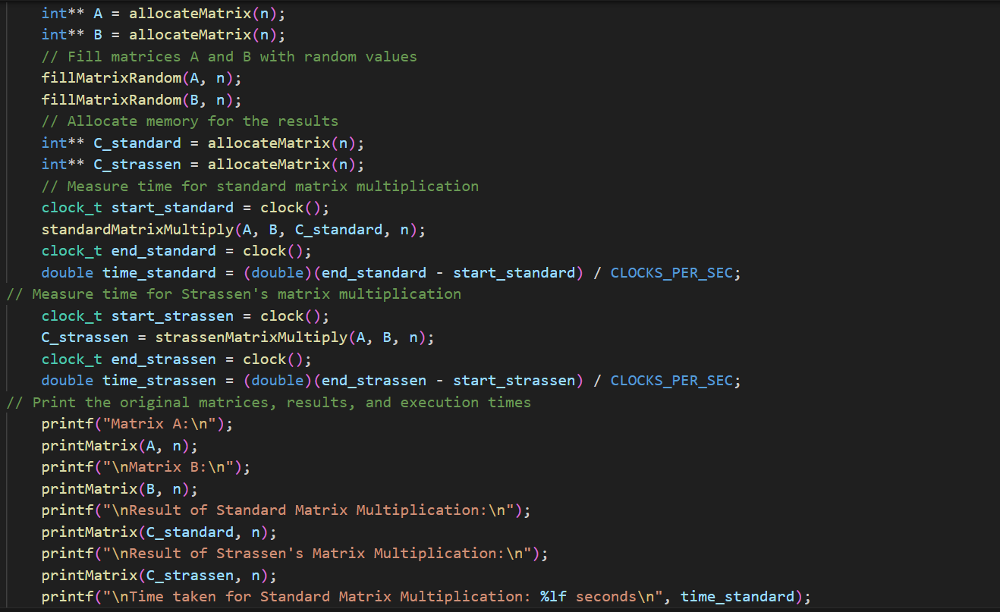 int** A = allocateMatrix(n);
int** B = allocateMatrix(n);
// Fill matrices A and B with random values
fillMatrixRandom(A, n);
fillMatrixRandom(B, n);
// Allocate memory for the results
int** C_standard = allocateMatrix(n);
int** C_strassen = allocateMatrix(n);
// Measure time for standard matrix multiplication
clock_t start_standard = clock();
standardMatrixMultiply(A, B, C_standard, n);
clock_t end_standard = clock();
double time_standard = (double)(end_standard - start_standard) / CLOCKS_PER_SEC;
// Measure time for Strassen's matrix multiplication
clock_t start_strassen = clock();
C_strassen = strassenMatrixMultiply(A, B, n);
clock_t end_strassen = clock();
double time_strassen = (double)(end_strassen - start_strassen) / CLOCKS_PER_SEC;
// Print the original matrices, results, and execution times
printf("Matrix A:\n");
printMatrix(A, n);
printf("\nMatrix B:\n");
printMatrix(B, n);
printf("\nResult of Standard Matrix Multiplication:\n");
printMatrix(C_standard, n);
printf("\nResult of Strassen's Matrix Multiplication:\n");
printMatrix(C_strassen, n);
printf("\nTime taken for Standard Matrix Multiplication: %lf seconds\n", time_standard);